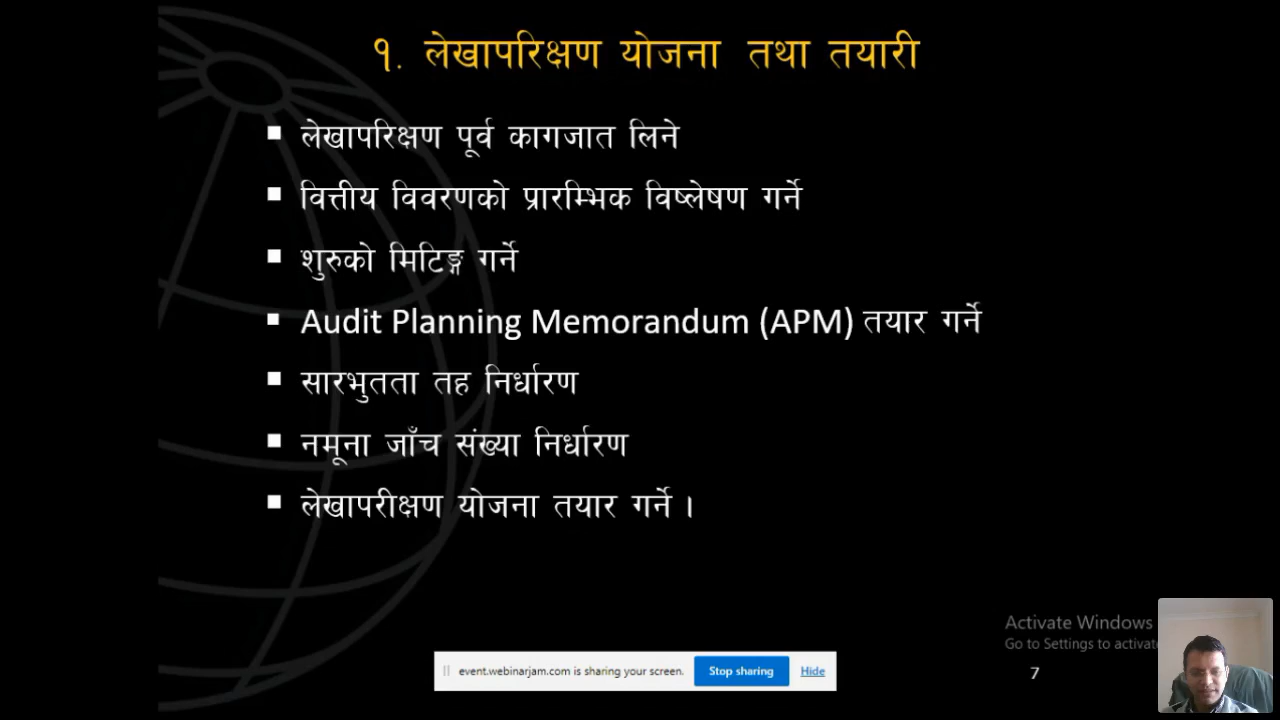 १. लेखापरिक्षण योजना तथा तयारी
▪ लेखापरिक्षण पूर्व कागजात लिने
▪ वित्तीय विवरणको प्रारम्भिक विष्लेषण गर्ने
▪ शुरुको मिटिङ्ग गर्ने
▪ Audit Planning Memorandum (APM) तयार गर्ने
▪ सारभुतता तह निर्धारण
▪ नमूना जाँच संख्या निर्धारण
▪ लेखापरीक्षण योजना तयार गर्ने ।
Activate Windows
Go to Settings to activate
event.webinarjam.com is sharing your screen. Stop sharing Hide
7